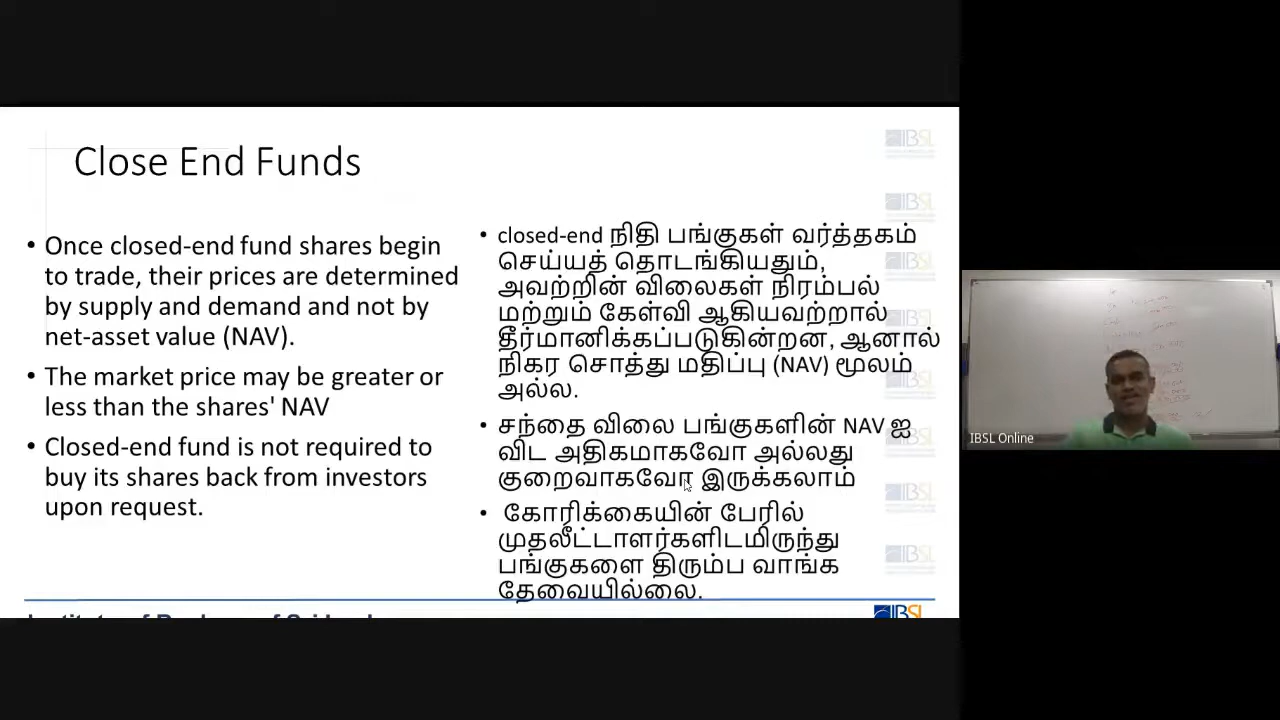 Close End Funds
• Once closed-end fund shares begin
to trade, their prices are determined
by supply and demand and not by
net-asset value (NAV).
• The market price may be greater or
less than the shares' NAV
• Closed-end fund is not required to
buy its shares back from investors
upon request.
• closed-end நிதி பங்குகள் வர்த்தகம்
செய்யத் தொடங்கியதும்,
அவற்றின் விலைகள் நிரம்பல்
மற்றும் கேள்வி ஆகியவற்றால்
தீர்மானிக்கப்படுகின்றன, ஆனால்
நிகர சொத்து மதிப்பு (NAV) மூலம்
அல்ல.
• சந்தை விலை பங்குகளின் NAV ஐ
விட அதிகமாகவோ அல்லது
குறைவாகவோ இருக்கலாம்
• கோரிக்கையின் பேரில்
முதலீட்டாளர்களிடமிருந்து
பங்குகளை திரும்ப வாங்க
தேவையில்லை.
IBSL
IBSL Online